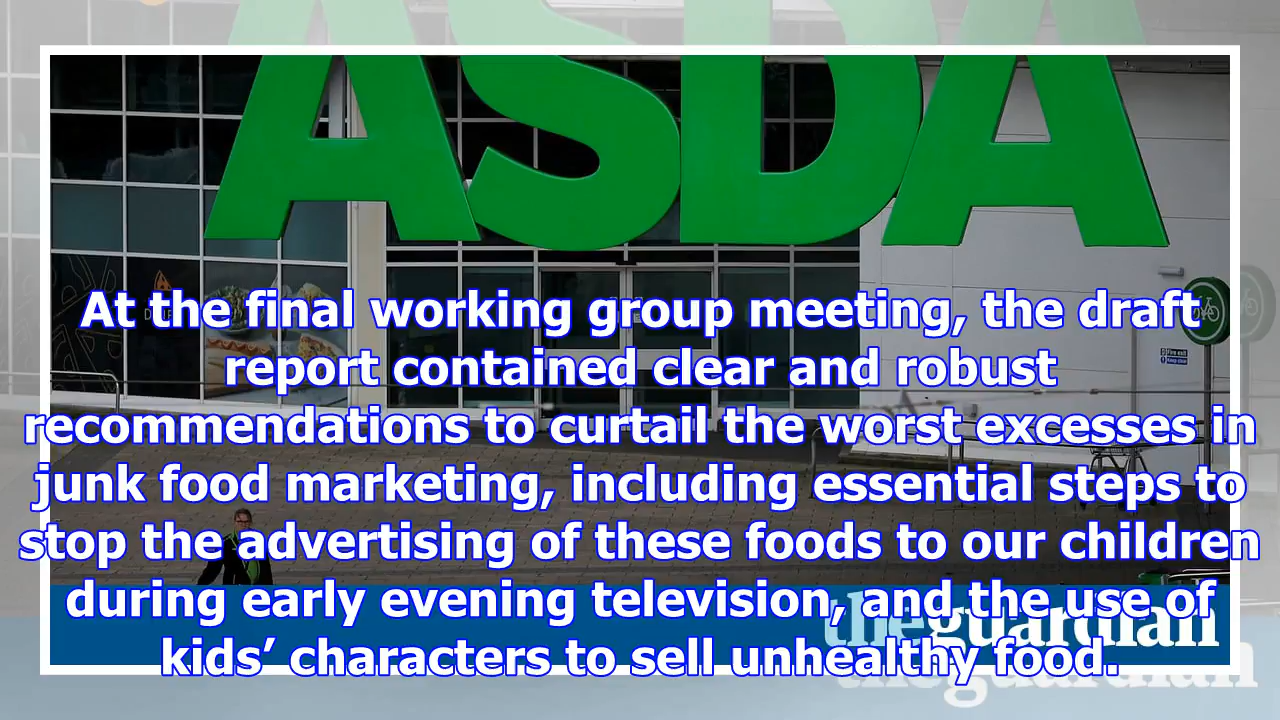 ASDA
At the final working group meeting, the draft
report contained clear and robust
recommendations to curtail the worst excesses in
junk food marketing, including essential steps to
stop the advertising of these foods to our children
during early evening television, and the use of
kids’ characters to sell unhealthy food.
theguardian
theguardian